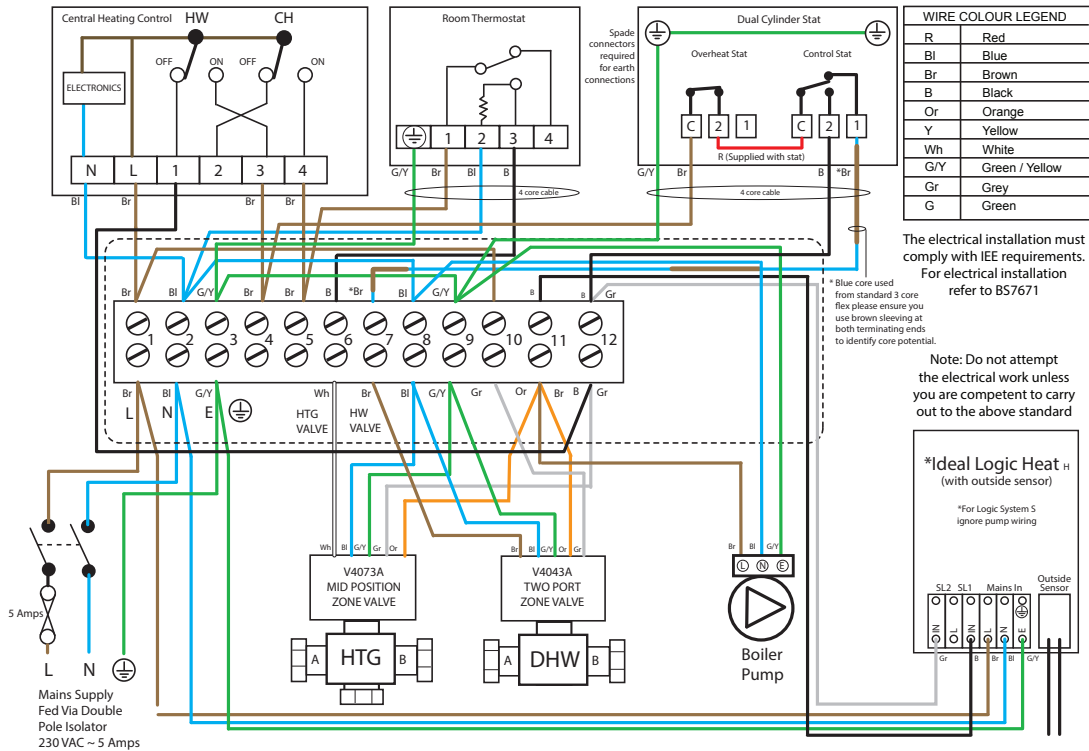 Central Heating Control
HW
CH
OFF
ON
OFF
ON
ELECTRONICS
N L 1 2 3 4
Bl Br Br Br
Room Thermostat
1 2 3 4
G/Y Br Bl B
4 core cable
Spade
connectors
required
for earth
connections
Dual Cylinder Stat
Overheat Stat
Control Stat
C 2 1
C 2 1
R (Supplied with stat)
G/Y Br B *Br
4 core cable
WIRE COLOUR LEGEND
R Red
Bl Blue
Br Brown
B Black
Or Orange
Y Yellow
Wh White
G/Y Green / Yellow
Gr Grey
G Green
The electrical installation must
comply with IEE requirements.
For electrical installation
refer to BS7671
* Blue core used
from standard 3 core
flex please ensure you
use brown sleeving at
both terminating ends
to identify core potential.
Note: Do not attempt
the electrical work unless
you are competent to carry
out to the above standard
Br Bl G/Y Br Br B *Br Bl G/Y B B Gr
1 2 3 4 5 6 7 8 9 10 11 12
Br Bl G/Y Wh Br Bl G/Y Gr Or Br B Gr
L N E
HTG
VALVE
HW
VALVE
5 Amps
L N
Mains Supply
Fed Via Double
Pole Isolator
230 VAC ~ 5 Amps
Wh Bl G/Y Gr Or
V4073A
MID POSITION
ZONE VALVE
A HTG B
Br Bl G/Y Or Gr
V4043A
TWO PORT
ZONE VALVE
A DHW B
Br Bl G/Y
L N E
Boiler
Pump
*Ideal Logic Heat H
(with outside sensor)
*For Logic System S
ignore pump wiring
SL2 SL1 Mains In
Outside
Sensor
IN L IN L N E
Gr B Br Bl G/Y